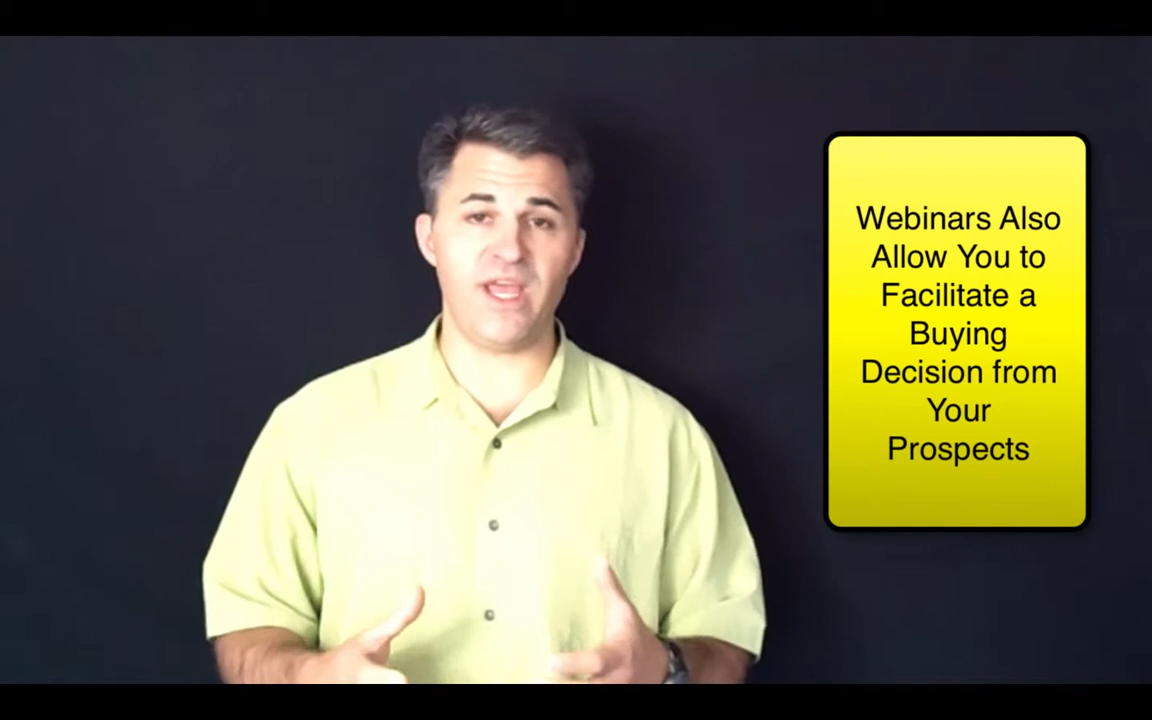 Webinars Also
Allow You to
Facilitate a
Buying
Decision from
Your
Prospects